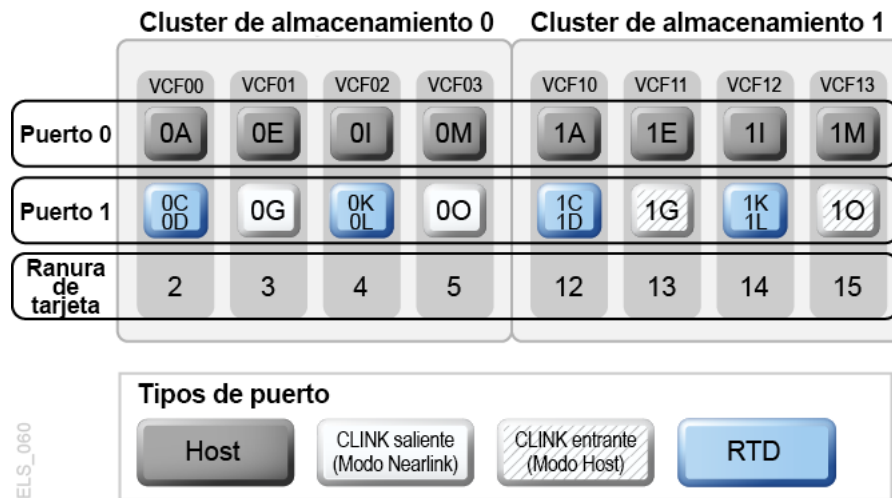 Cluster de almacenamiento 0 Cluster de almacenamiento 1
VCF00 VCF01 VCF02 VCF03 VCF10 VCF11 VCF12 VCF13
Puerto 0 0A 0E 0I 0M 1A 1E 1I 1M
Puerto 1 0C 0D 0G 0K 0L 0O 1C 1D 1G 1K 1L 1O
Ranura de tarjeta 2 3 4 5 12 13 14 15
Tipos de puerto
Host
CLINK saliente
(Modo Nearlink)
CLINK entrante
(Modo Host)
RTD
ELS_060